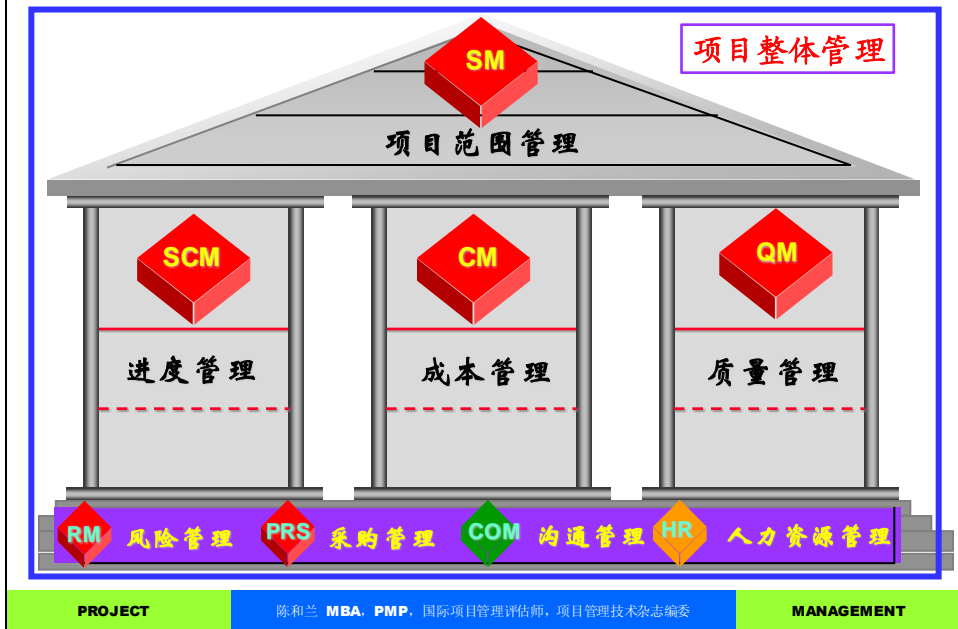 项目整体管理
SM
项目范围管理
SCM
CM
QM
进度管理
成本管理
质量管理
RM 风险管理 PRS 采购管理 COM 沟通管理 HR 人力资源管理
PROJECT 陈和兰 MBA, PMP, 国际项目管理评估师, 项目管理技术杂志编委 MANAGEMENT